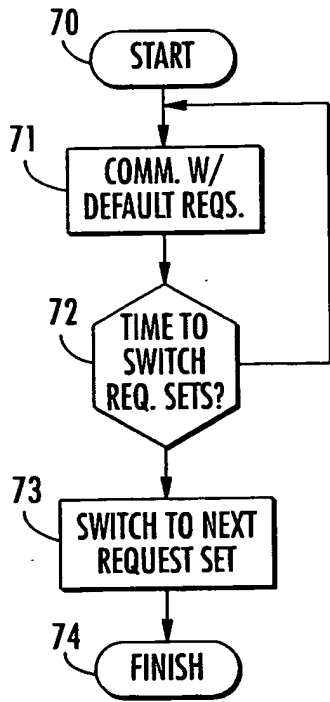 70
START
71
COMM. W/
DEFAULT REQS.
72
TIME TO
SWITCH
REQ. SETS?
73
SWITCH TO NEXT
REQUEST SET
74
FINISH